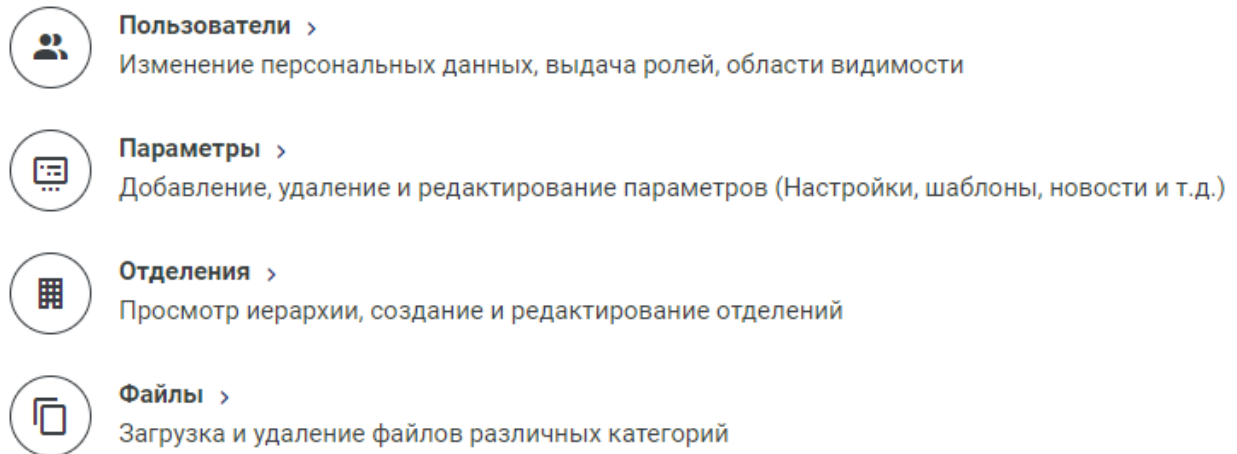 Пользователи >
Изменение персональных данных, выдача ролей, области видимости
Параметры >
Добавление, удаление и редактирование параметров (Настройки, шаблоны, новости и т.д.)
Отделения >
Просмотр иерархии, создание и редактирование отделений
Файлы >
Загрузка и удаление файлов различных категорий